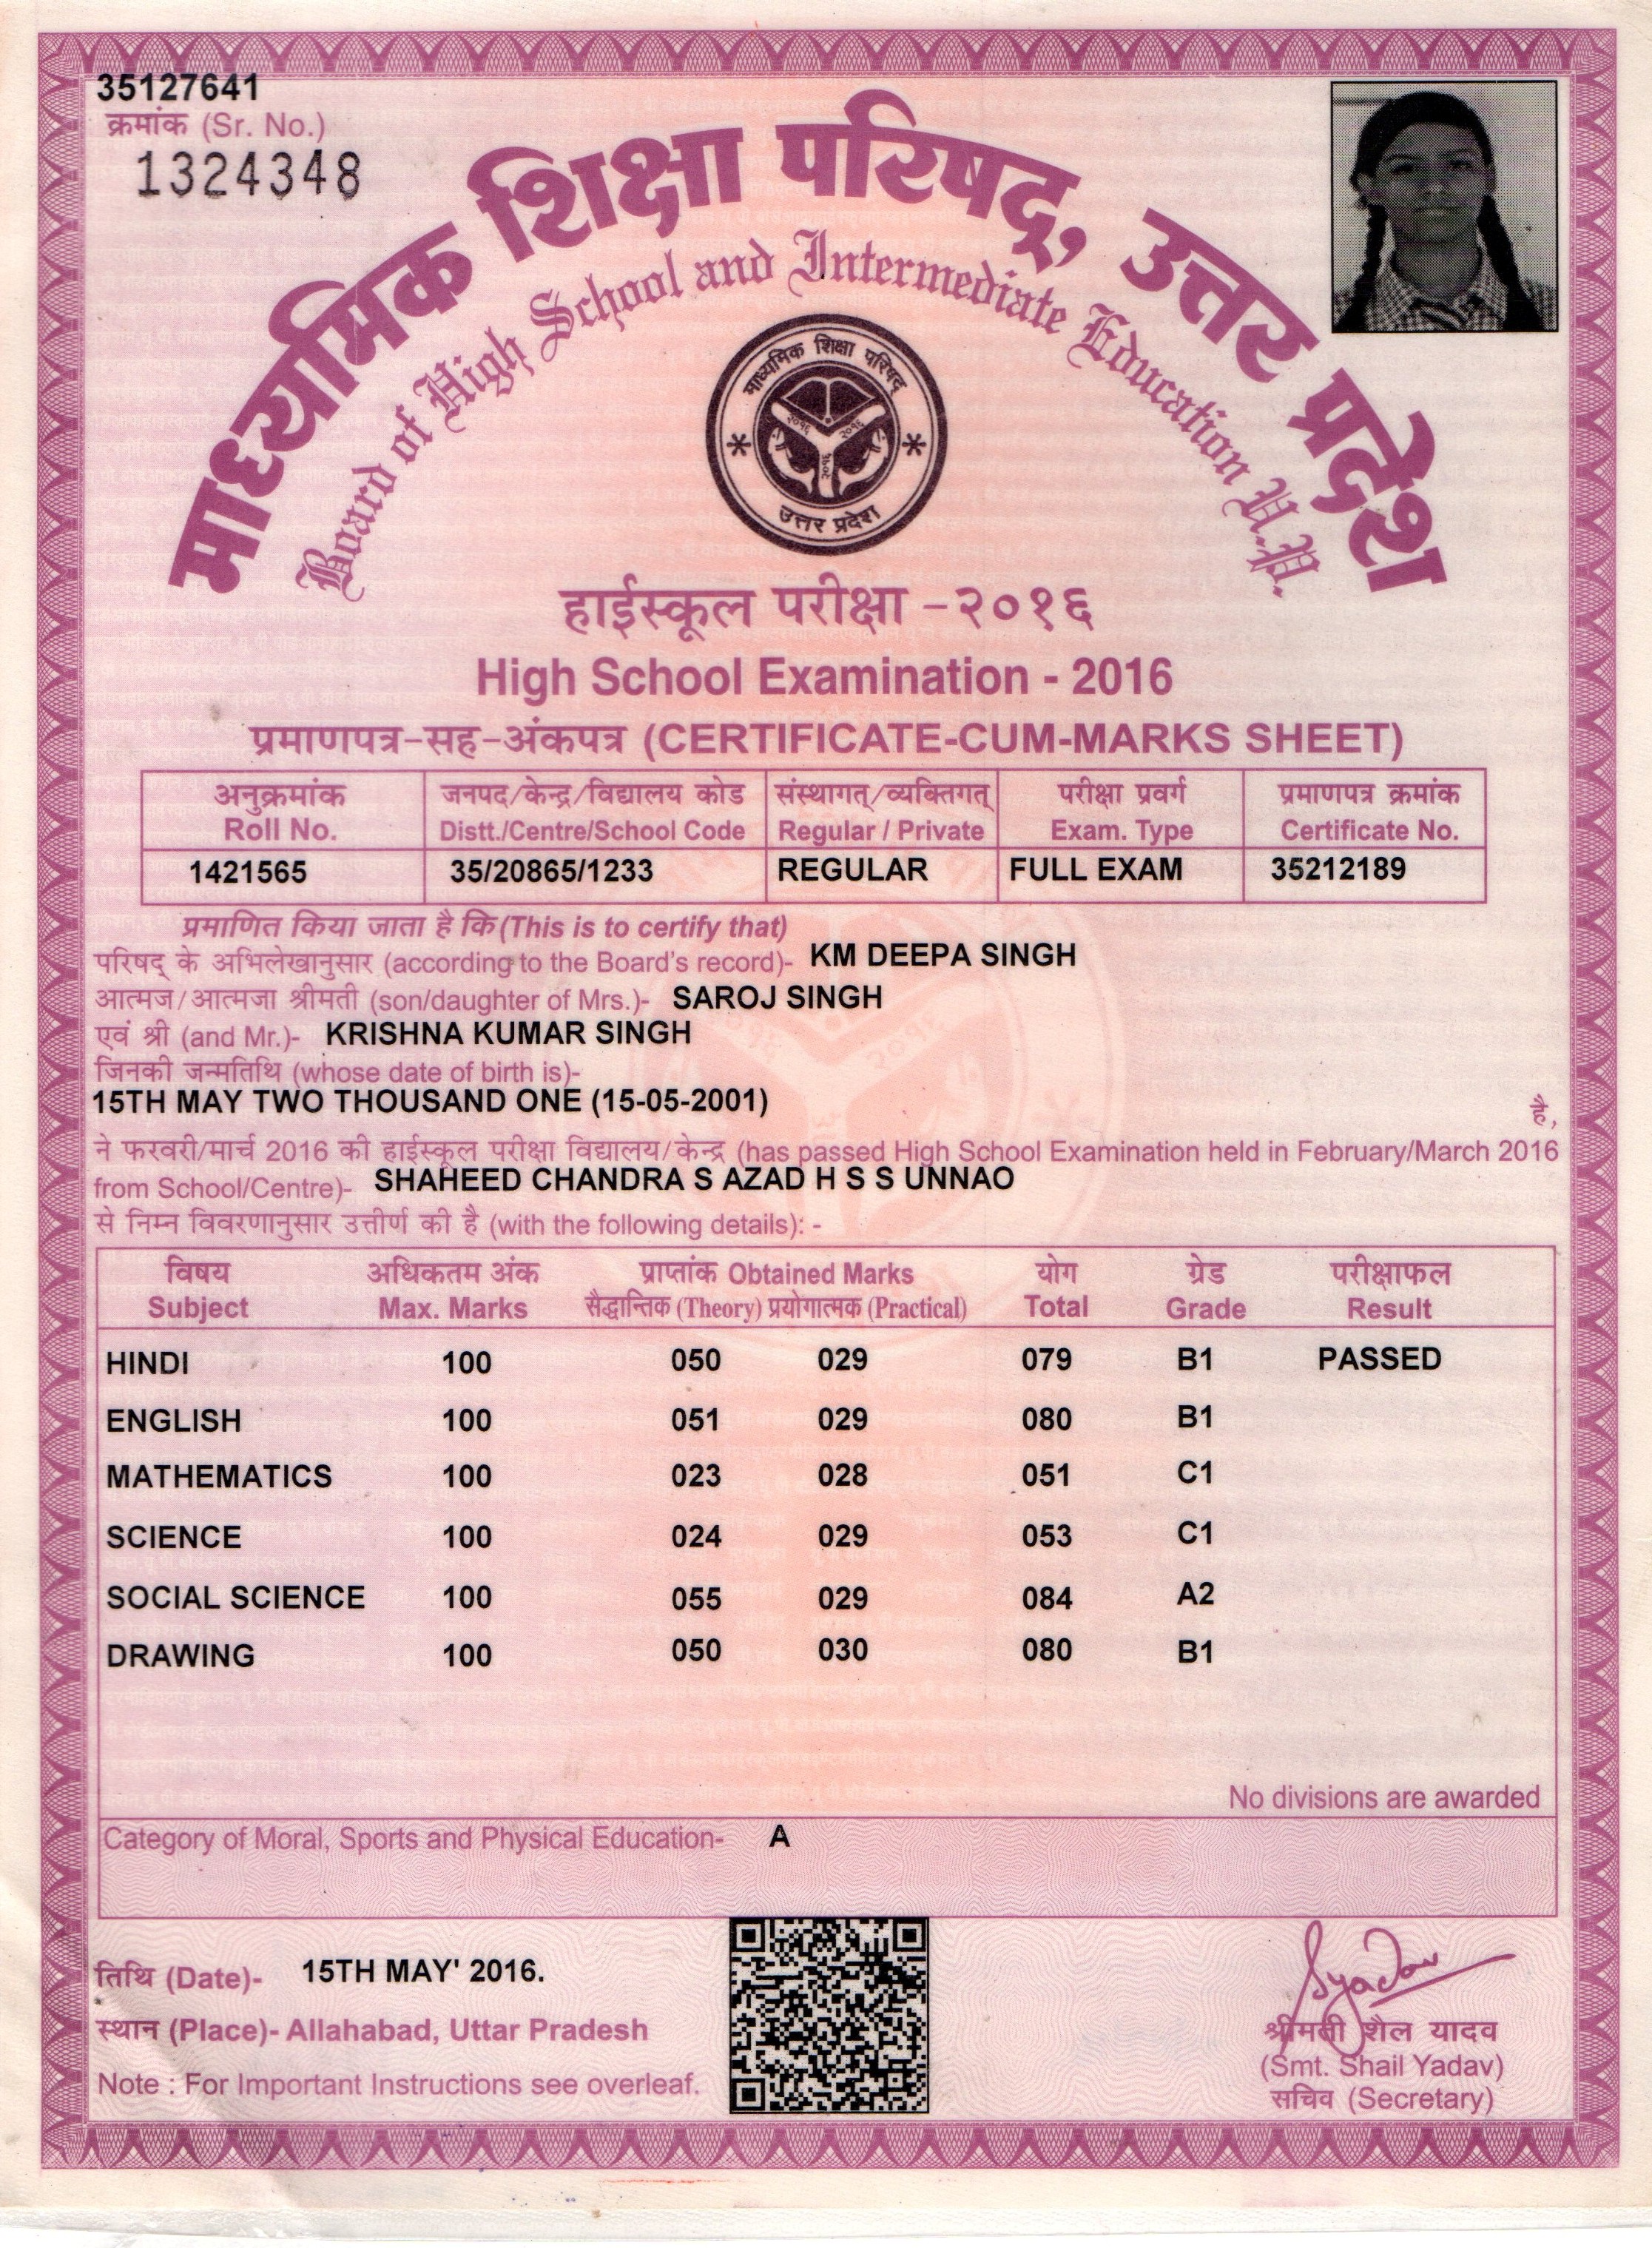 35127641
क्रमांक (Sr. No.)
1324348
माध्यमिक शिक्षा परिषद्, उत्तर प्रदेश
Board of High School and Intermediate Education U.P.
माध्यमिक शिक्षा परिषद्
२०१६ २०१६
२०१६
उत्तर प्रदेश
हाईस्कूल परीक्षा -२०१६
High School Examination - 2016
प्रमाणपत्र-सह-अंकपत्र (CERTIFICATE-CUM-MARKS SHEET)
अनुक्रमांक जनपद/केन्द्र/विद्यालय कोड संस्थागत्/व्यक्तिगत् परीक्षा प्रवर्ग प्रमाणपत्र क्रमांक
Roll No. Distt./Centre/School Code Regular / Private Exam. Type Certificate No.
1421565 35/20865/1233 REGULAR FULL EXAM 35212189
प्रमाणित किया जाता है कि (This is to certify that)
परिषद् के अभिलेखानुसार (according to the Board's record)- KM DEEPA SINGH
आत्मज/आत्मजा श्रीमती (son/daughter of Mrs.)- SAROJ SINGH
एवं श्री (and Mr.)- KRISHNA KUMAR SINGH
जिनकी जन्मतिथि (whose date of birth is)-
15TH MAY TWO THOUSAND ONE (15-05-2001) है,
ने फरवरी/मार्च 2016 की हाईस्कूल परीक्षा विद्यालय/केन्द्र (has passed High School Examination held in February/March 2016
from School/Centre)- SHAHEED CHANDRA S AZAD H S S UNNAO
से निम्न विवरणानुसार उत्तीर्ण की है (with the following details): -
विषय अधिकतम अंक प्राप्तांक Obtained Marks योग ग्रेड परीक्षाफल
Subject Max. Marks सैद्धान्तिक (Theory) प्रयोगात्मक (Practical) Total Grade Result
HINDI 100 050 029 079 B1 PASSED
ENGLISH 100 051 029 080 B1
MATHEMATICS 100 023 028 051 C1
SCIENCE 100 024 029 053 C1
SOCIAL SCIENCE 100 055 029 084 A2
DRAWING 100 050 030 080 B1
No divisions are awarded
Category of Moral, Sports and Physical Education- A
तिथि (Date)- 15TH MAY' 2016.
स्थान (Place)- Allahabad, Uttar Pradesh
Note : For Important Instructions see overleaf.
Syadav
श्रीमती शैल यादव
(Smt. Shail Yadav)
सचिव (Secretary)